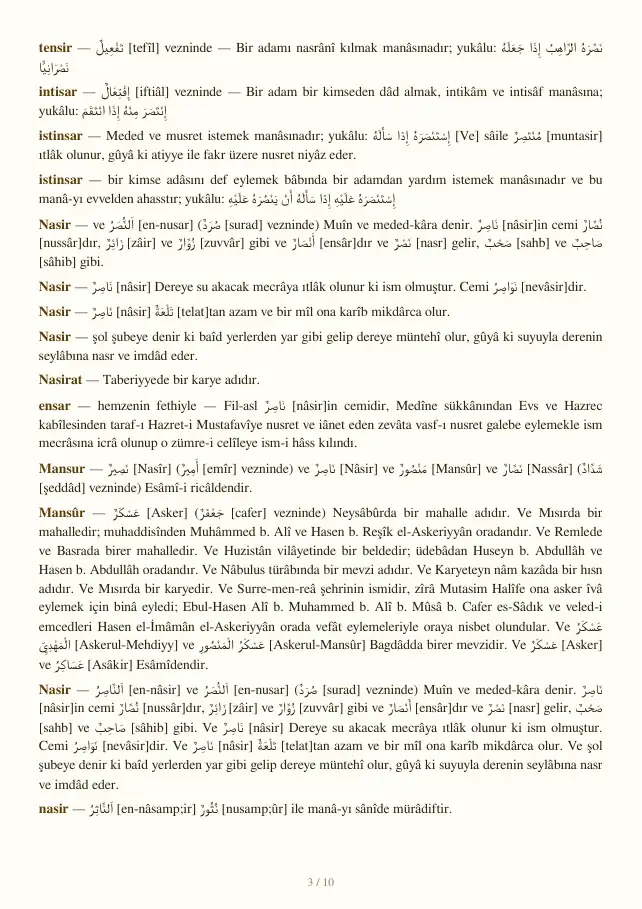 tensir — تَفْعِيلٌ [tefîl] vezninde — Bir adamı nasrânî kılmak manâsınadır; yukâlu: نَصَّرَهُ الرَّاهِبُ إِذَا جَعَلَهُ
نَصْرَانِيًّا
intisar — إِفْتِعَالٌ [iftiâl] vezninde — Bir adam bir kimseden dâd almak, intikâm ve intisâf manâsına;
yukâlu: إِنْتَصَرَ مِنْهُ إِذَا انْتَقَمَ
istinsar — Meded ve musret istemek manâsınadır; yukâlu: إِسْتَنْصَرَهُ إِذَا سَأَلَهُ [Ve] sâile مُنْتَصِرٌ [muntasir]
ıtlâk olunur, gûyâ ki atiyye ile fakr üzere nusret niyâz eder.
istinsar — bir kimse adâsını def eylemek bâbında bir adamdan yardım istemek manâsınadır ve bu
manâ-yı evvelden ahasstır; yukâlu: إِسْتَنْصَرَهُ عَلَيْهِ إِذَا سَأَلَهُ أَنْ يَنْصُرَهُ عَلَيْهِ
Nasir — ve اَلنُّصَرُ [en-nusar] (صُرَدٌ [surad] vezninde) Muîn ve meded-kâra denir. نَاصِرٌ [nâsir]in cemi نُصَّارٌ
[nussâr]dır, زَائِرٌ [zâir] ve زُوَّارٌ [zuvvâr] gibi ve أَنْصَارٌ [ensâr]dır ve نَصْرٌ [nasr] gelir, صَحْبٌ [sahb] ve صَاحِبٌ
[sâhib] gibi.
Nasir — نَاصِرٌ [nâsir] Dereye su akacak mecrâya ıtlâk olunur ki ism olmuştur. Cemi نَوَاصِرُ [nevâsir]dir.
Nasir — نَاصِرٌ [nâsir] تَلْعَةٌ [telat]tan azam ve bir mîl ona karîb mikdârca olur.
Nasir — şol şubeye denir ki baîd yerlerden yar gibi gelip dereye müntehî olur, gûyâ ki suyuyla derenin
seylâbına nasr ve imdâd eder.
Nasirat — Taberiyyede bir karye adıdır.
ensar — hemzenin fethiyle — Fil-asl نَاصِرٌ [nâsir]in cemidir, Medîne sükkânından Evs ve Hazrec
kabîlesinden taraf-ı Hazret-i Mustafavîye nusret ve iânet eden zevâta vasf-ı nusret galebe eylemekle ism
mecrâsına icrâ olunup o zümre-i celîleye ism-i hâss kılındı.
Mansur — نَصِيرٌ [Nasîr] (أَمِيرٌ [emîr] vezninde) ve نَاصِرٌ [Nâsir] ve مَنْصُورٌ [Mansûr] ve نَصَّارٌ [Nassâr] (شَدَّادٌ
[şeddâd] vezninde) Esâmî-i ricâldendir.
Mansûr — عَسْكَرٌ [Asker] (جَعْفَرٌ [cafer] vezninde) Neysâbûrda bir mahalle adıdır. Ve Mısırda bir
mahalledir; muhaddisînden Muhâmmed b. Alî ve Hasen b. Reşîk el-Askeriyyân oradandır. Ve Remlede
ve Basrada birer mahalledir. Ve Huzistân vilâyetinde bir beldedir; üdebâdan Huseyn b. Abdullâh ve
Hasen b. Abdullâh oradandır. Ve Nâbulus türâbında bir mevzi adıdır. Ve Karyeteyn nâm kazâda bir hısn
adıdır. Ve Mısırda bir karyedir. Ve Surre-men-reâ şehrinin ismidir, zîrâ Mutasim Halîfe ona asker îvâ
eylemek için binâ eyledi; Ebul-Hasen Alî b. Muhammed b. Alî b. Mûsâ b. Cafer es-Sâdık ve veled-i
emcedleri Hasen el-İmâmân el-Askeriyyân orada vefât eylemeleriyle oraya nisbet olundular. Ve عَسْكَرُ
الْمَهْدِيِّ [Askerul-Mehdiyy] ve عَسْكَرُ الْمَنْصُورِ [Askerul-Mansûr] Bagdâdda birer mevzidir. Ve عَسْكَرٌ [Asker]
ve عَسَاكِرُ [Asâkir] Esâmîdendir.
Nasir — اَلنَّاصِرُ [en-nâsir] ve اَلنُّصَرُ [en-nusar] (صُرَدٌ [surad] vezninde) Muîn ve meded-kâra denir. نَاصِرٌ
[nâsir]in cemi نُصَّارٌ [nussâr]dır, زَائِرٌ [zâir] ve زُوَّارٌ [zuvvâr] gibi ve أَنْصَارٌ [ensâr]dır ve نَصْرٌ [nasr] gelir, صَحْبٌ
[sahb] ve صَاحِبٌ [sâhib] gibi. Ve نَاصِرٌ [nâsir] Dereye su akacak mecrâya ıtlâk olunur ki ism olmuştur.
Cemi نَوَاصِرُ [nevâsir]dir. Ve نَاصِرٌ [nâsir] تَلْعَةٌ [telat]tan azam ve bir mîl ona karîb mikdârca olur. Ve şol
şubeye denir ki baîd yerlerden yar gibi gelip dereye müntehî olur, gûyâ ki suyuyla derenin seylâbına nasr
ve imdâd eder.
nasir — اَلنَّاثِرُ [en-nâsamp;ir] نُثُورٌ [nusamp;ûr] ile manâ-yı sânîde mürâdiftir.
3 / 10